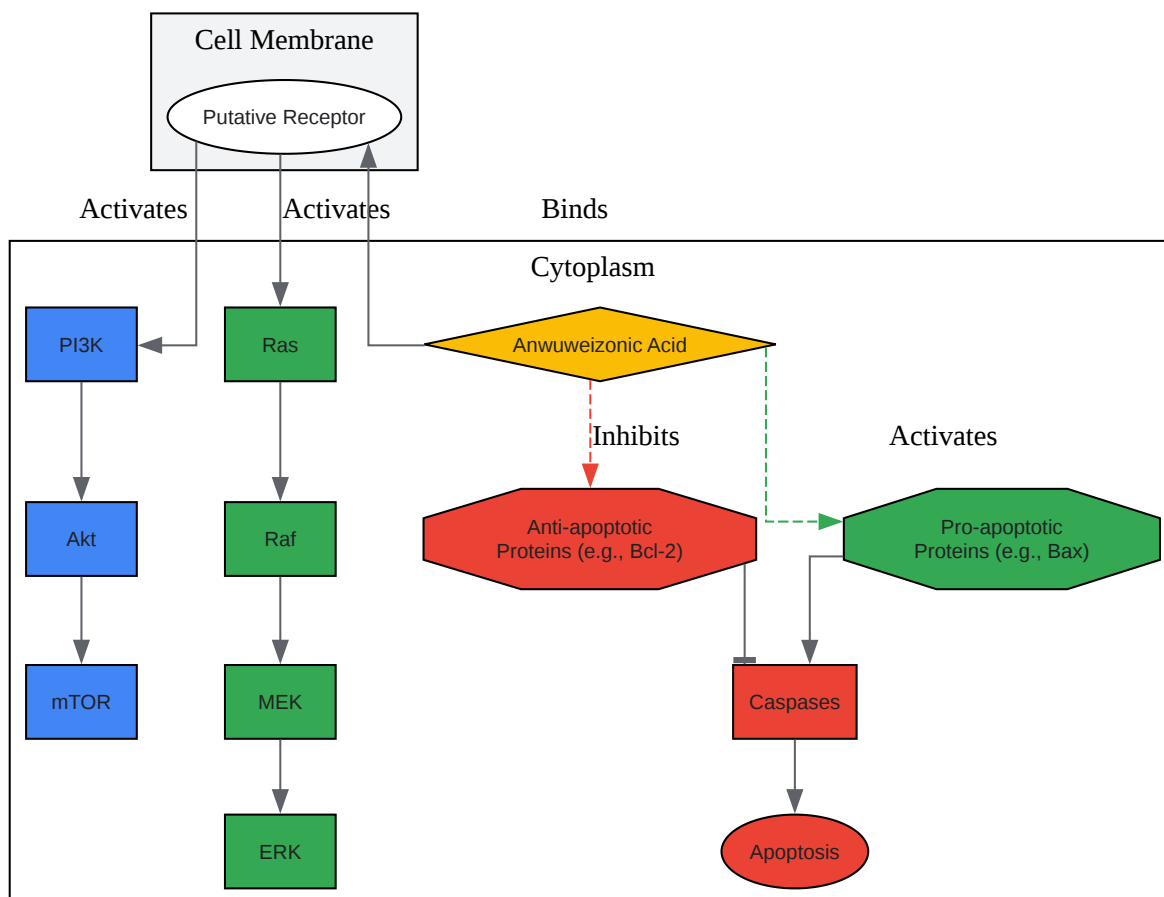 Cell Membrane
Putative Receptor
Activates
Activates
Binds
Cytoplasm
PI3K
Ras
Anwuweizonic Acid
Inhibits
Activates
Akt
Raf
Anti-apoptotic
Proteins (e.g., Bcl-2)
Pro-apoptotic
Proteins (e.g., Bax)
mTOR
MEK
Caspases
ERK
Apoptosis